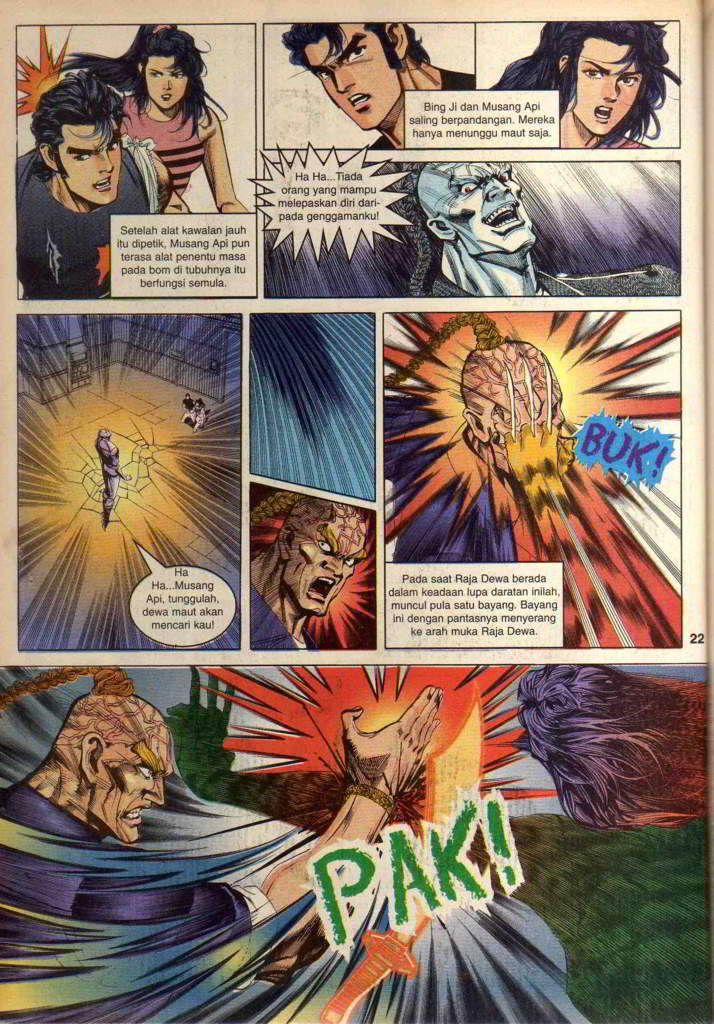 Setelah alat kawalan jauh
itu dipetik, Musang Api pun
terasa alat penentu masa
pada bom di tubuhnya itu
berfungsi semula.
Bing Ji dan Musang Api
saling berpandangan. Mereka
hanya menunggu maut saja.
Ha Ha...Tiada
orang yang mampu
melepaskan diri dari-
pada genggamanku!
Ha
Ha...Musang
Api, tunggulah,
dewa maut akan
mencari kau!
BUK!
Pada saat Raja Dewa berada
dalam keadaan lupa daratan inilah,
muncul pula satu bayang. Bayang
ini dengan pantasnya menyerang
ke arah muka Raja Dewa.
22
PAK!